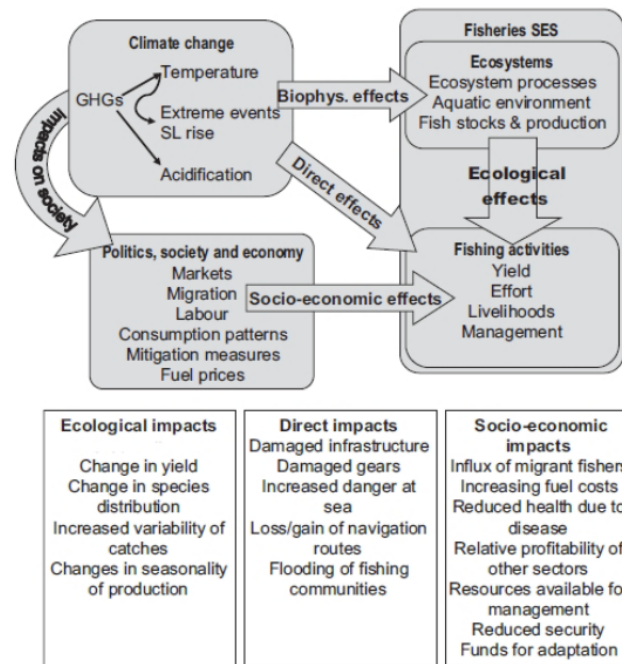 Climate change
GHGs
Temperature
Extreme events
SL rise
Acidification
Impacts on society
Biophys. effects
Direct effects
Fisheries SES
Ecosystems
Ecosystem processes
Aquatic environment
Fish stocks & production
Ecological
effects
Fishing activities
Yield
Effort
Livelihoods
Management
Politics, society and economy
Markets
Migration
Labour
Consumption patterns
Mitigation measures
Fuel prices
Socio-economic effects
Ecological impacts
Change in yield
Change in species
distribution
Increased variability of
catches
Changes in seasonality
of production
Direct impacts
Damaged infrastructure
Damaged gears
Increased danger at
sea
Loss/gain of navigation
routes
Flooding of fishing
communities
Socio-economic
impacts
Influx of migrant fishers
Increasing fuel costs
Reduced health due to
disease
Relative profitability of
other sectors
Resources available for
management
Reduced security
Funds for adaptation